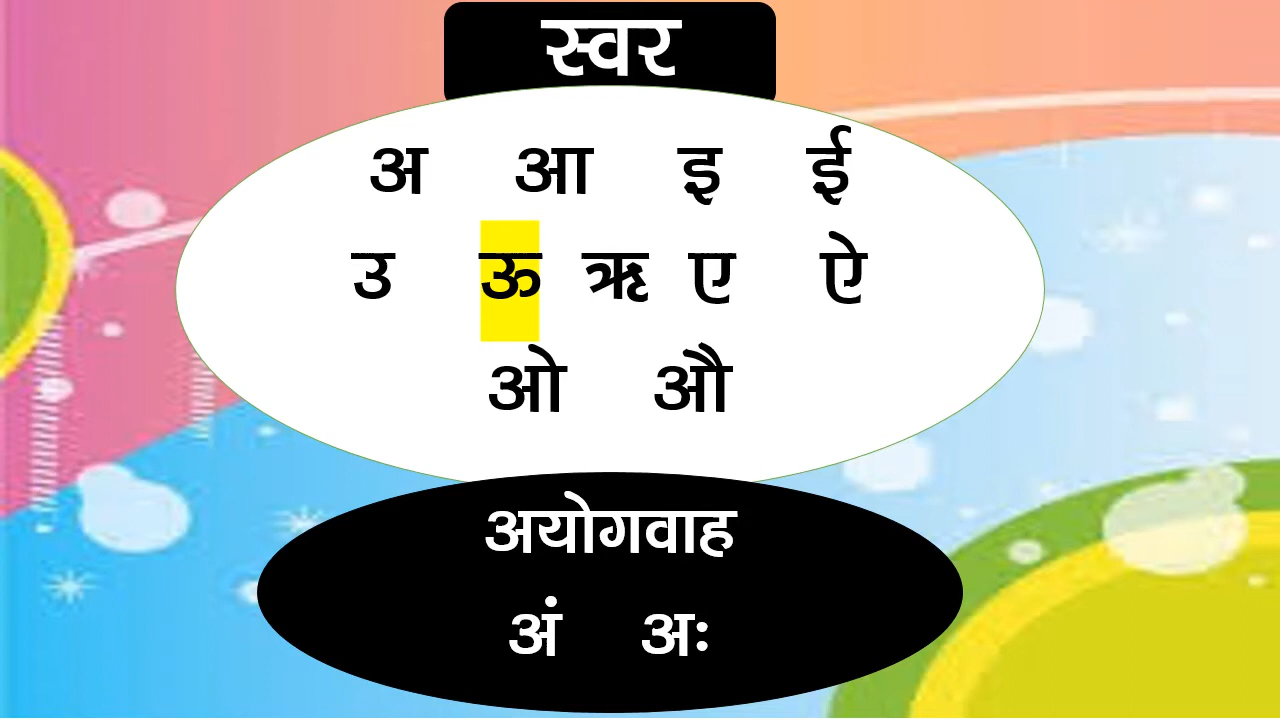 स्वर
अ आ इ ई
उ ऊ ऋ ए ऐ
ओ औ
अयोगवाह
अं अः